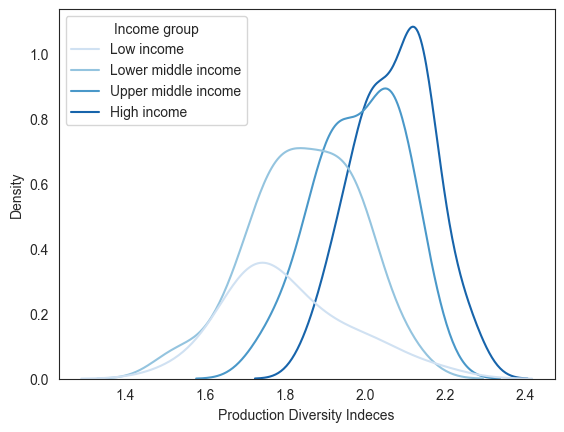 Income group
Low income
Lower middle income
Upper middle income
High income
Density
1.0
0.8
0.6
0.4
0.2
0.0
1.4 1.6 1.8 2.0 2.2 2.4
Production Diversity Indeces